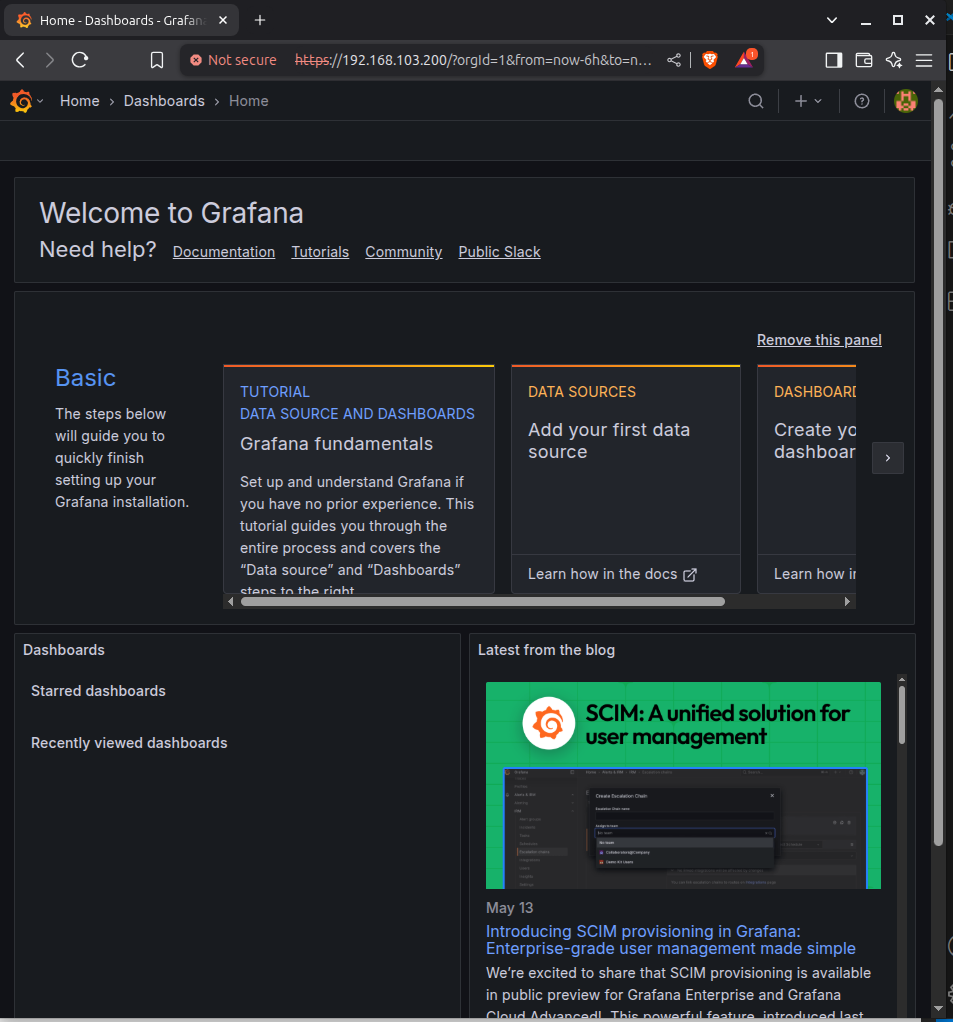 Home - Dashboards - Grafan
Not secure https://192.168.103.200/?orgId=1&from=now-6h&to=n...
1
Home › Dashboards › Home
Welcome to Grafana
Need help? Documentation Tutorials Community Public Slack
Remove this panel
Basic
The steps below
will guide you to
quickly finish
setting up your
Grafana installation.
TUTORIAL
DATA SOURCE AND DASHBOARDS
Grafana fundamentals
Set up and understand Grafana if
you have no prior experience. This
tutorial guides you through the
entire process and covers the
“Data source” and “Dashboards”
steps to the right.
DATA SOURCES
Add your first data
source
Learn how in the docs
DASHBOARD
Create yo
dashboar
Learn how in
Dashboards
Starred dashboards
Recently viewed dashboards
Latest from the blog
SCIM: A unified solution for
user management
Create Escalation Chain
May 13
Introducing SCIM provisioning in Grafana:
Enterprise-grade user management made simple
We’re excited to share that SCIM provisioning is available
in public preview for Grafana Enterprise and Grafana
Cloud Advanced! This powerful feature, introduced last